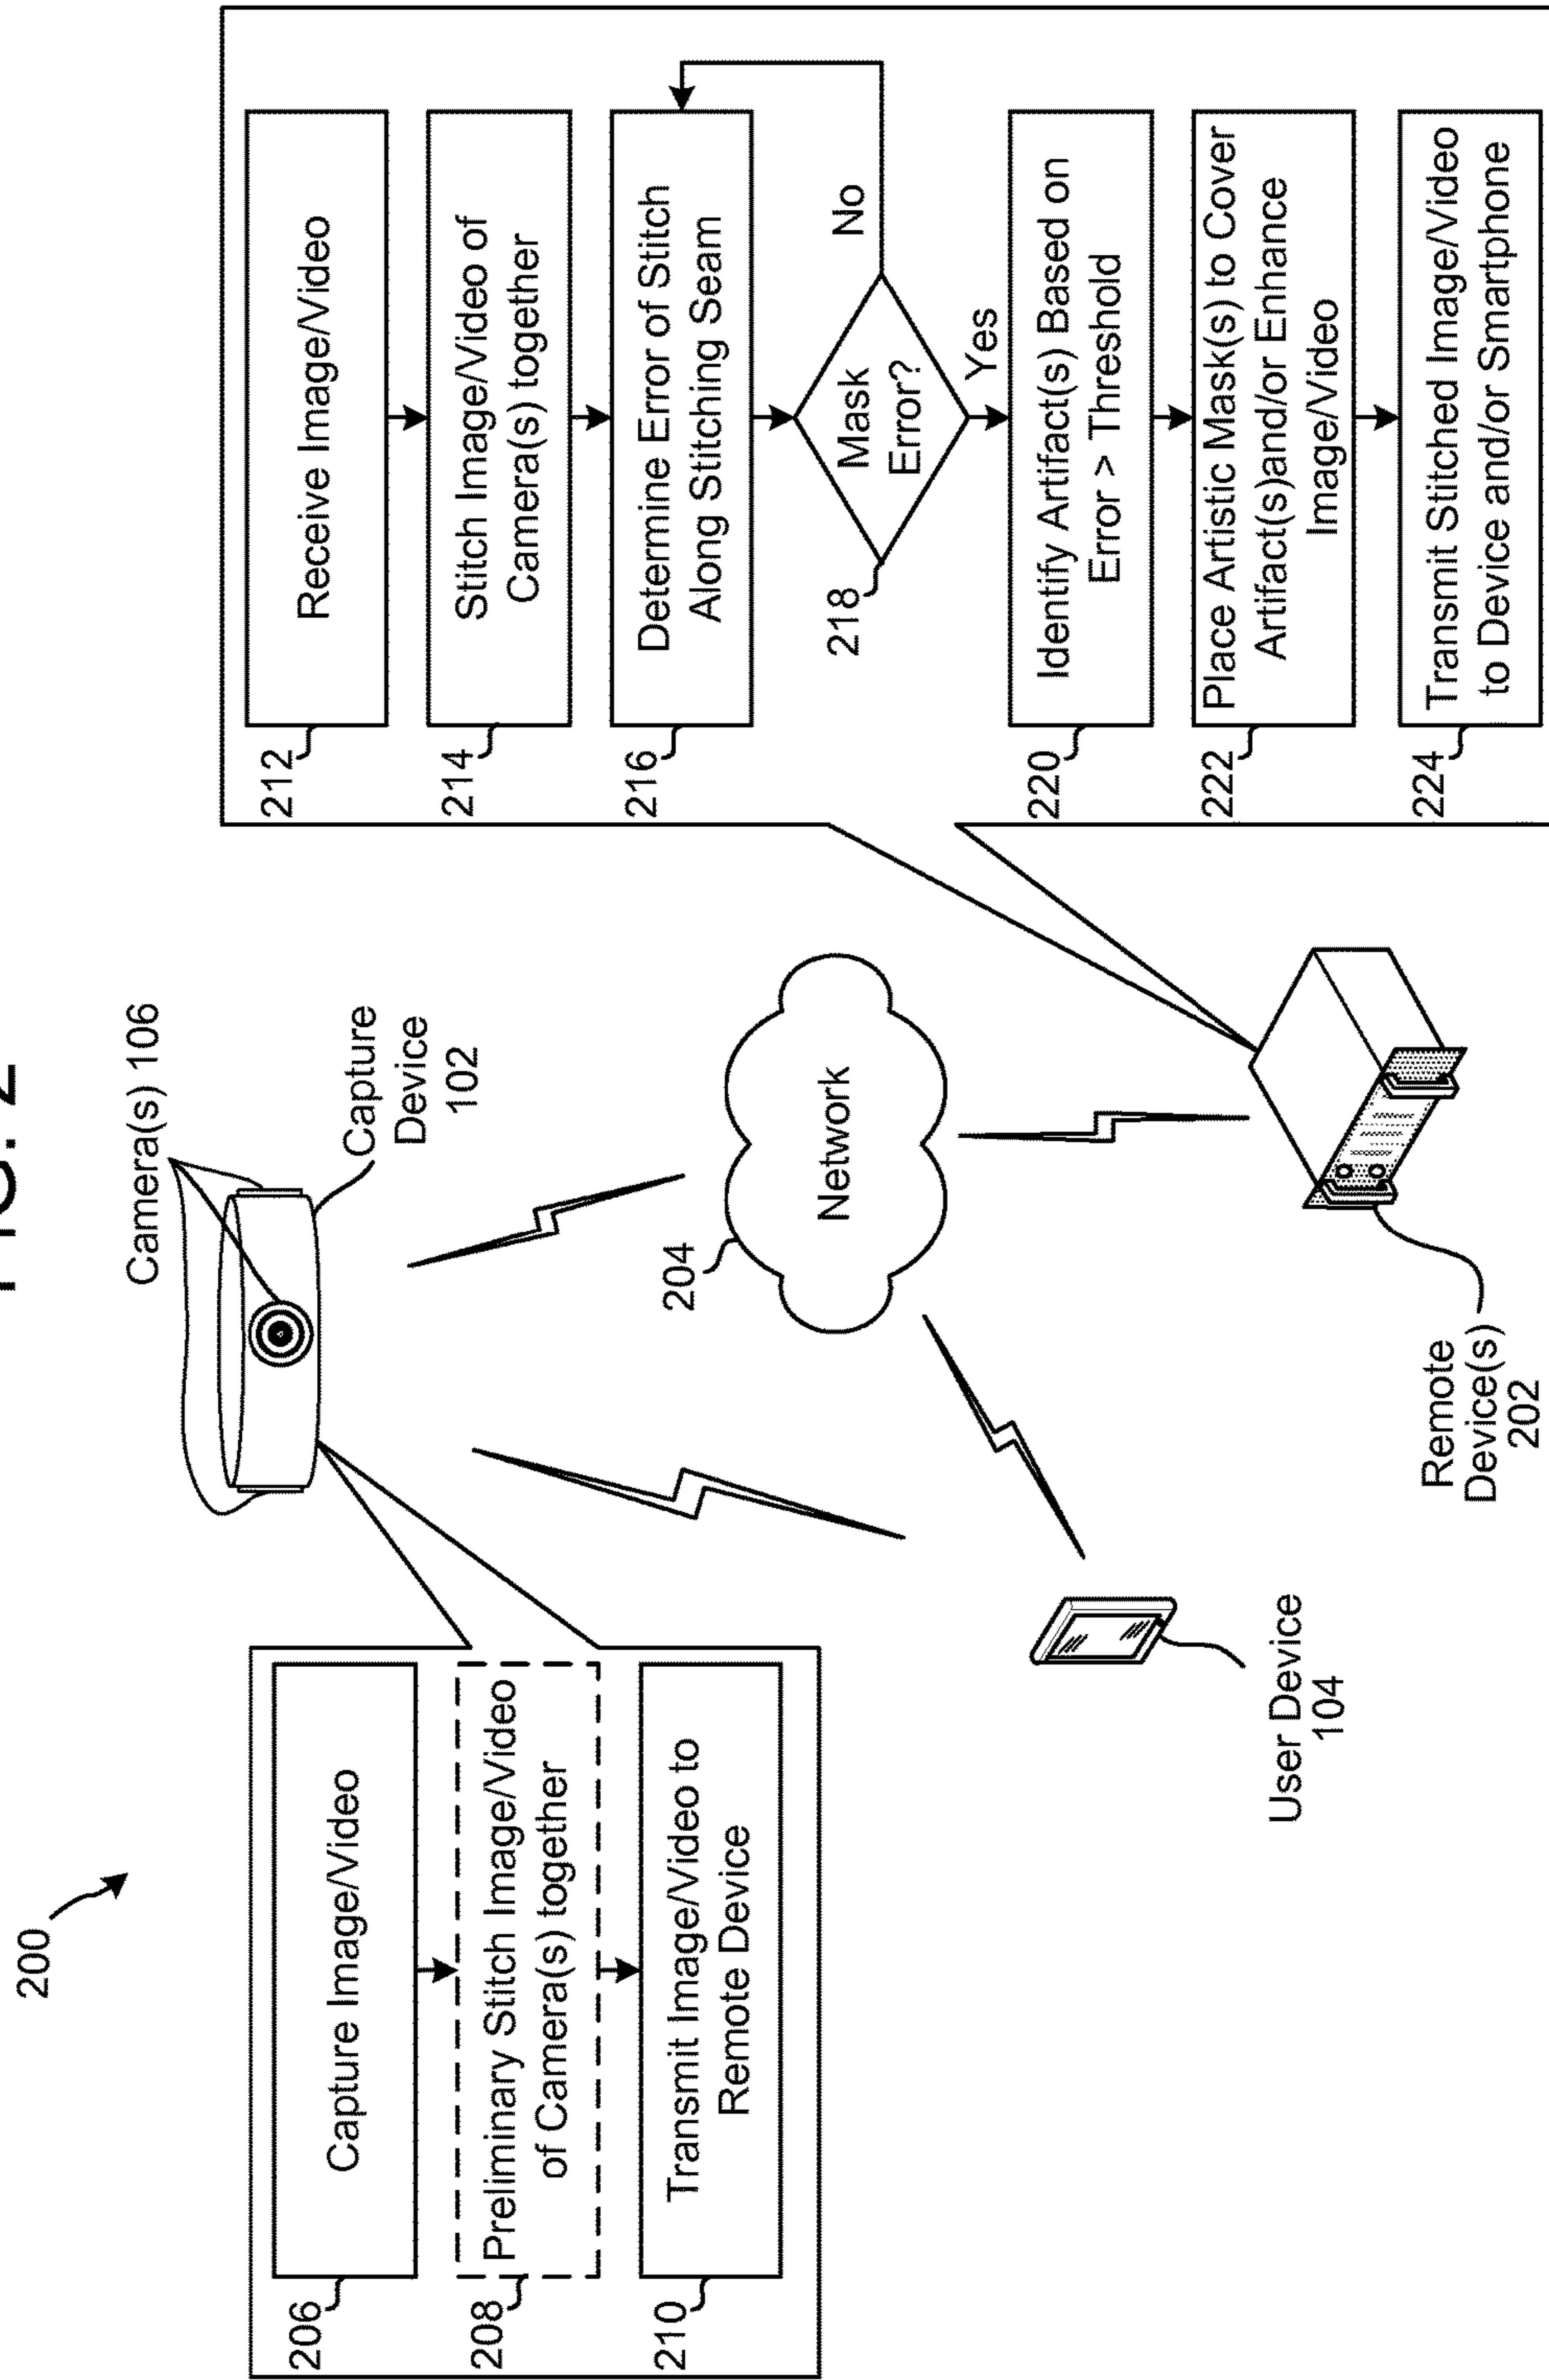 FIG. 2
200
Camera(s) 106
Capture
Device
102
206
Capture Image/Video
208
Preliminary Stitch Image/Video
of Camera(s) together
210
Transmit Image/Video to
Remote Device
204
Network
User Device
104
Remote
Device(s)
202
212
Receive Image/Video
214
Stitch Image/Video of
Camera(s) together
216
Determine Error of Stitch
Along Stitching Seam
218
Mask
Error?
No
Yes
220
Identify Artifact(s) Based on
Error > Threshold
222
Place Artistic Mask(s) to Cover
Artifact(s)and/or Enhance
Image/Video
224
Transmit Stitched Image/Video
to Device and/or Smartphone